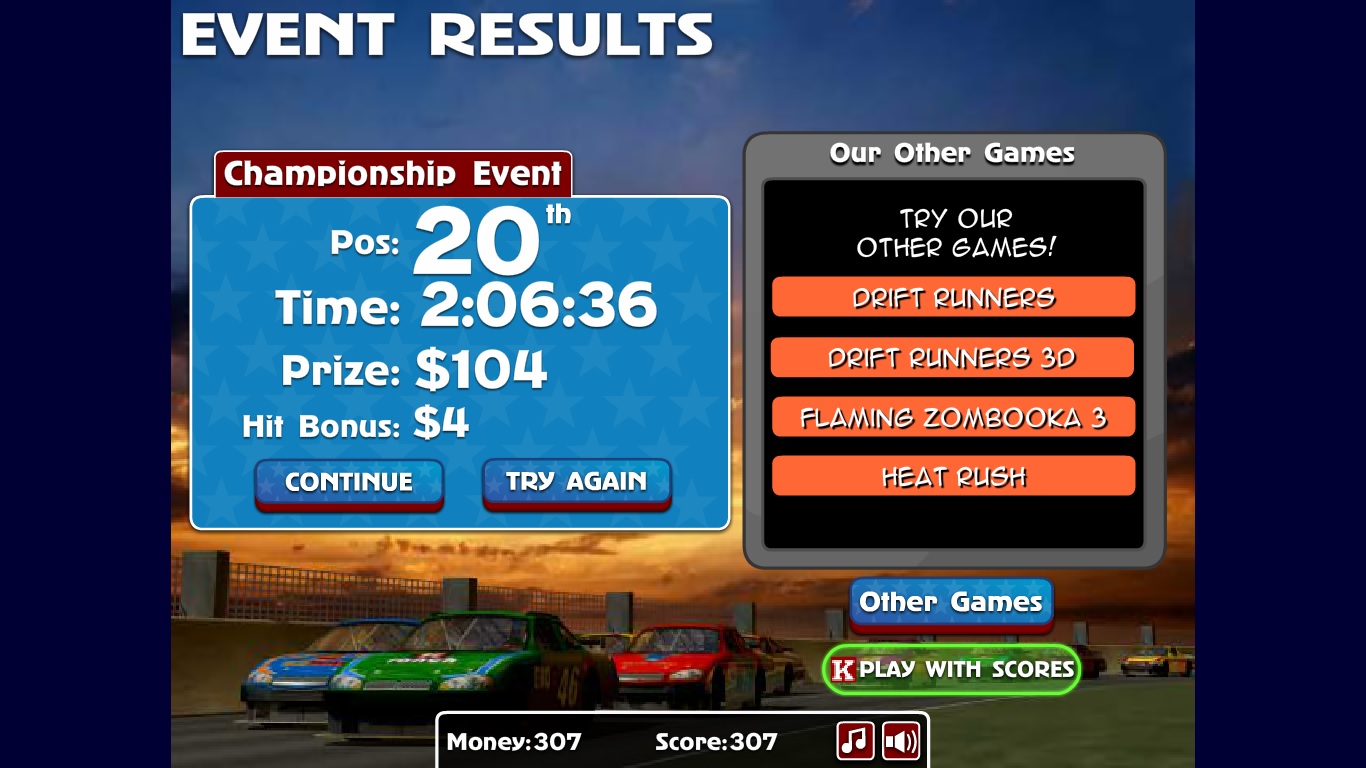 EVENT RESULTS
Championship Event
Pos: 20th
Time: 2:06:36
Prize: $104
Hit Bonus: $4
CONTINUE
TRY AGAIN
Our Other Games
TRY OUR
OTHER GAMES!
DRIFT RUNNERS
DRIFT RUNNERS 3D
FLAMING ZOMBOOKA 3
HEAT RUSH
Other Games
K PLAY WITH SCORES
46
Money:307
Score:307